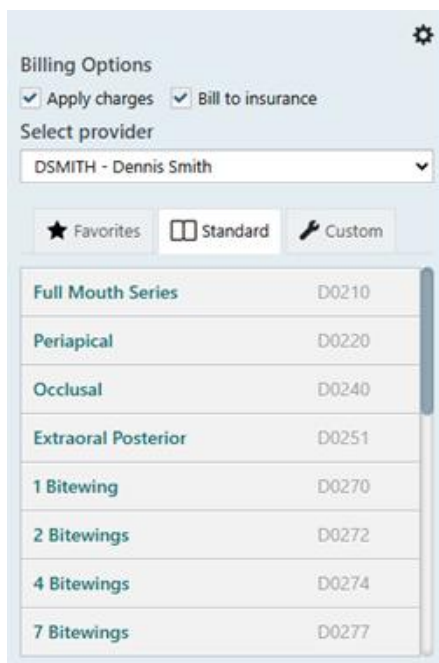 Billing Options
Apply charges Bill to insurance
Select provider
DSMITH - Dennis Smith
Favorites Standard Custom
Full Mouth Series D0210
Periapical D0220
Occlusal D0240
Extraoral Posterior D0251
1 Bitewing D0270
2 Bitewings D0272
4 Bitewings D0274
7 Bitewings D0277